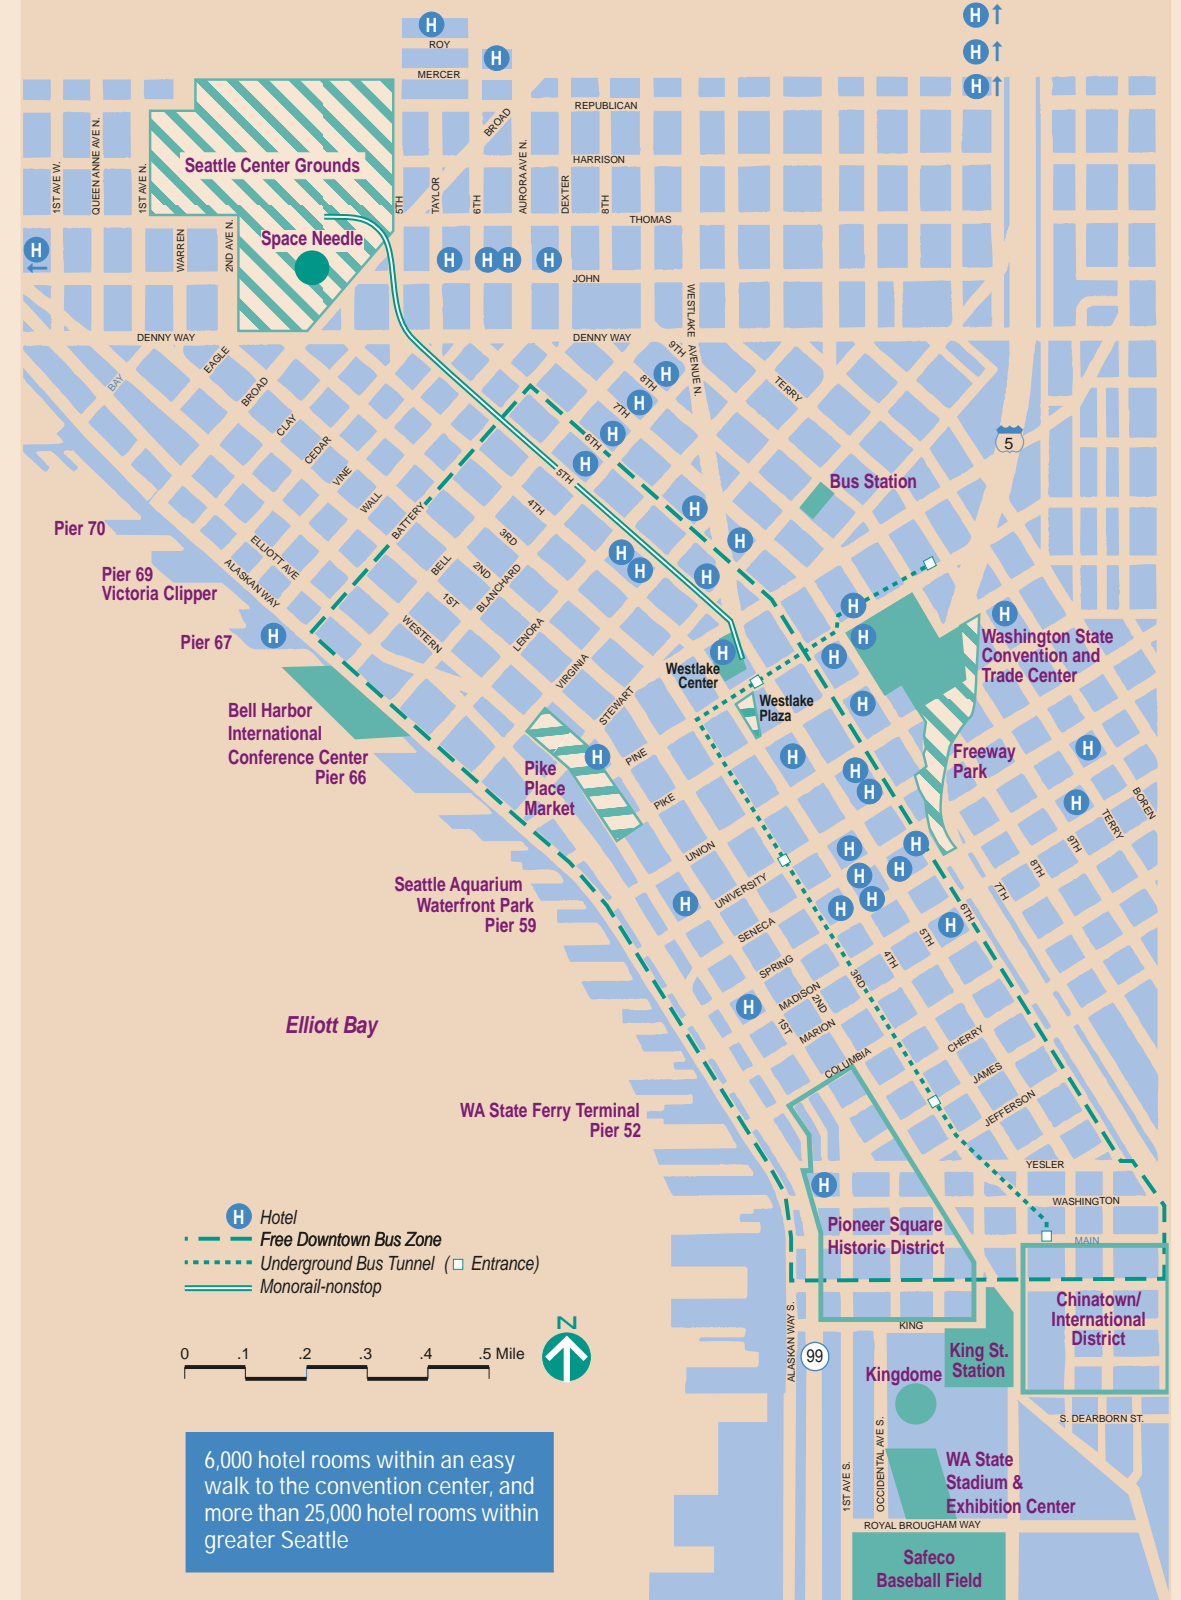 H
H
H
H
H
ROY
MERCER
REPUBLICAN
BROAD
HARRISON
THOMAS
JOHN
DENNY WAY
DENNY WAY
1ST AVE W.
QUEEN ANNE AVE N.
1ST AVE N.
WARREN
2ND AVE N.
5TH
TAYLOR
6TH
AURORA AVE N.
DEXTER
8TH
Seattle Center Grounds
Space Needle
H
H
H
H
H
WESTLAKE AVENUE N.
BAY
EAGLE
BROAD
CLAY
CEDAR
VINE
WALL
BATTERY
BELL
BLANCHARD
LENORA
VIRGINIA
STEWART
PINE
PIKE
UNION
UNIVERSITY
SENECA
SPRING
MADISON
MARION
COLUMBIA
CHERRY
JAMES
JEFFERSON
YESLER
WASHINGTON
MAIN
KING
9TH
8TH
7TH
6TH
5TH
4TH
3RD
2ND
1ST
WESTERN
ELLIOTT AVE
ALASKAN WAY
TERRY
H
H
H
H
H
H
H
H
H
5
Bus Station
Pier 70
Pier 69
Victoria Clipper
Pier 67
H
Bell Harbor
International
Conference Center
Pier 66
Westlake
Center
H
Westlake
Plaza
H
H
H
H
H
Washington State
Convention and
Trade Center
Freeway
Park
Pike
Place
Market
H
H
H
H
H
H
BOREN
TERRY
9TH
8TH
7TH
6TH
5TH
4TH
3RD
2ND
1ST
H
H
H
H
H
H
H
H
H
Seattle Aquarium
Waterfront Park
Pier 59
Elliott Bay
WA State Ferry Terminal
Pier 52
H
Pioneer Square
Historic District
Chinatown/
International
District
H Hotel
Free Downtown Bus Zone
Underground Bus Tunnel ( Entrance)
Monorail-nonstop
N
0 .1 .2 .3 .4 .5 Mile
ALASKAN WAY S.
99
King St.
Station
Kingdome
S. DEARBORN ST.
1ST AVE S.
OCCIDENTAL AVE S.
WA State
Stadium &
Exhibition Center
ROYAL BROUGHAM WAY
Safeco
Baseball Field
6,000 hotel rooms within an easy
walk to the convention center, and
more than 25,000 hotel rooms within
greater Seattle